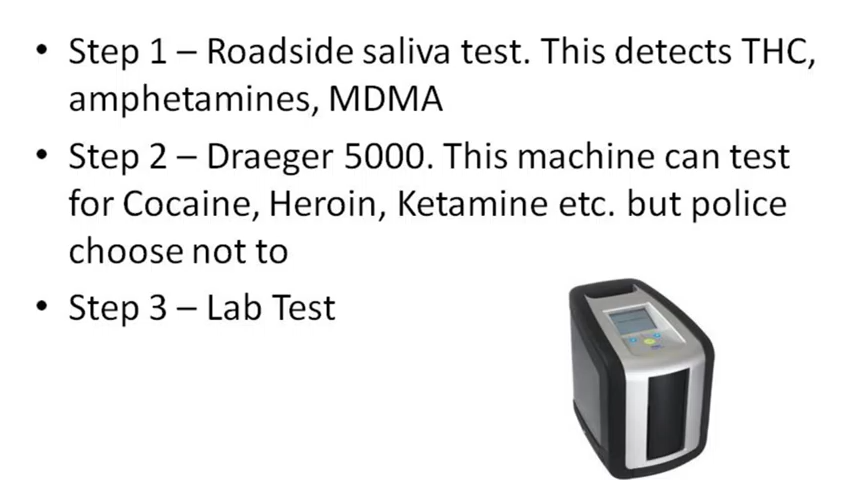 • Step 1 – Roadside saliva test. This detects THC,
amphetamines, MDMA
• Step 2 – Draeger 5000. This machine can test
for Cocaine, Heroin, Ketamine etc. but police
choose not to
• Step 3 – Lab Test